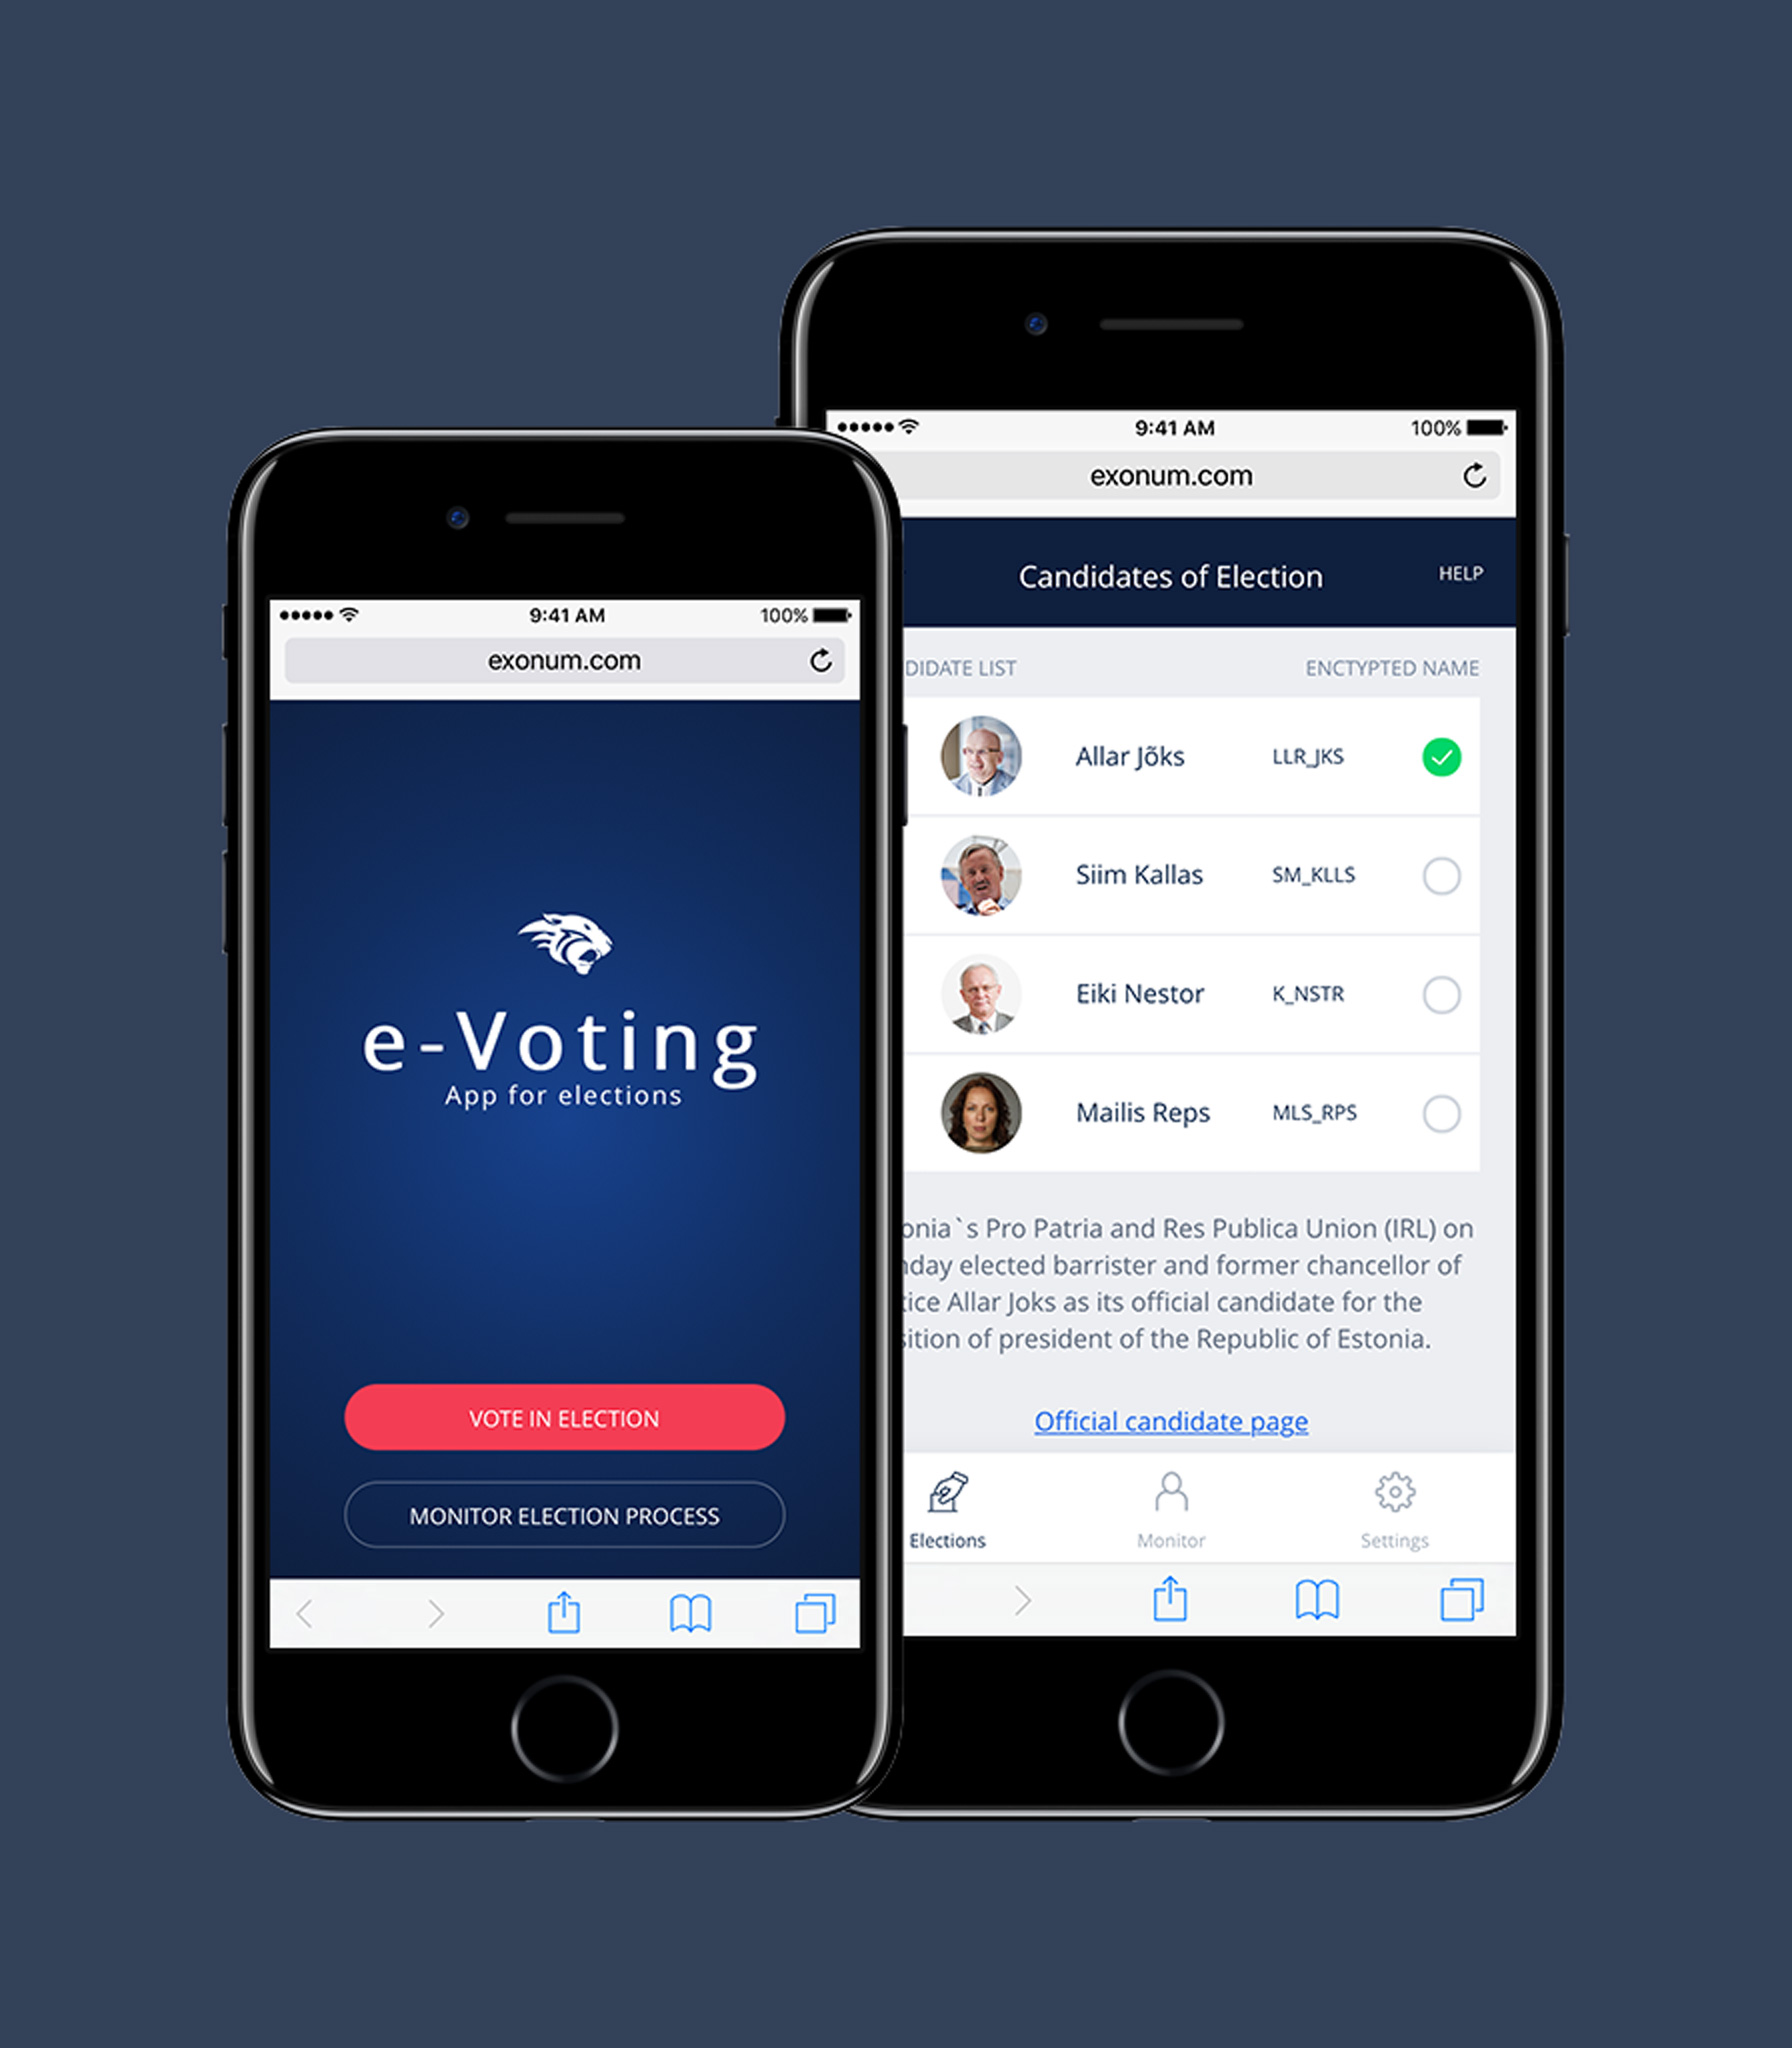 9:41 AM
100%
exonum.com
e-Voting
App for elections
VOTE IN ELECTION
MONITOR ELECTION PROCESS
9:41 AM
100%
exonum.com
Candidates of Election
HELP
DIDATE LIST
ENCTYPTED NAME
Allar Jõks
LLR_JKS
Siim Kallas
SM_KLLS
Eiki Nestor
K_NSTR
Mailis Reps
MLS_RPS
onia`s Pro Patria and Res Publica Union (IRL) on
nday elected barrister and former chancellor of
tice Allar Joks as its official candidate for the
sition of president of the Republic of Estonia.
Official candidate page
Elections
Monitor
Settings